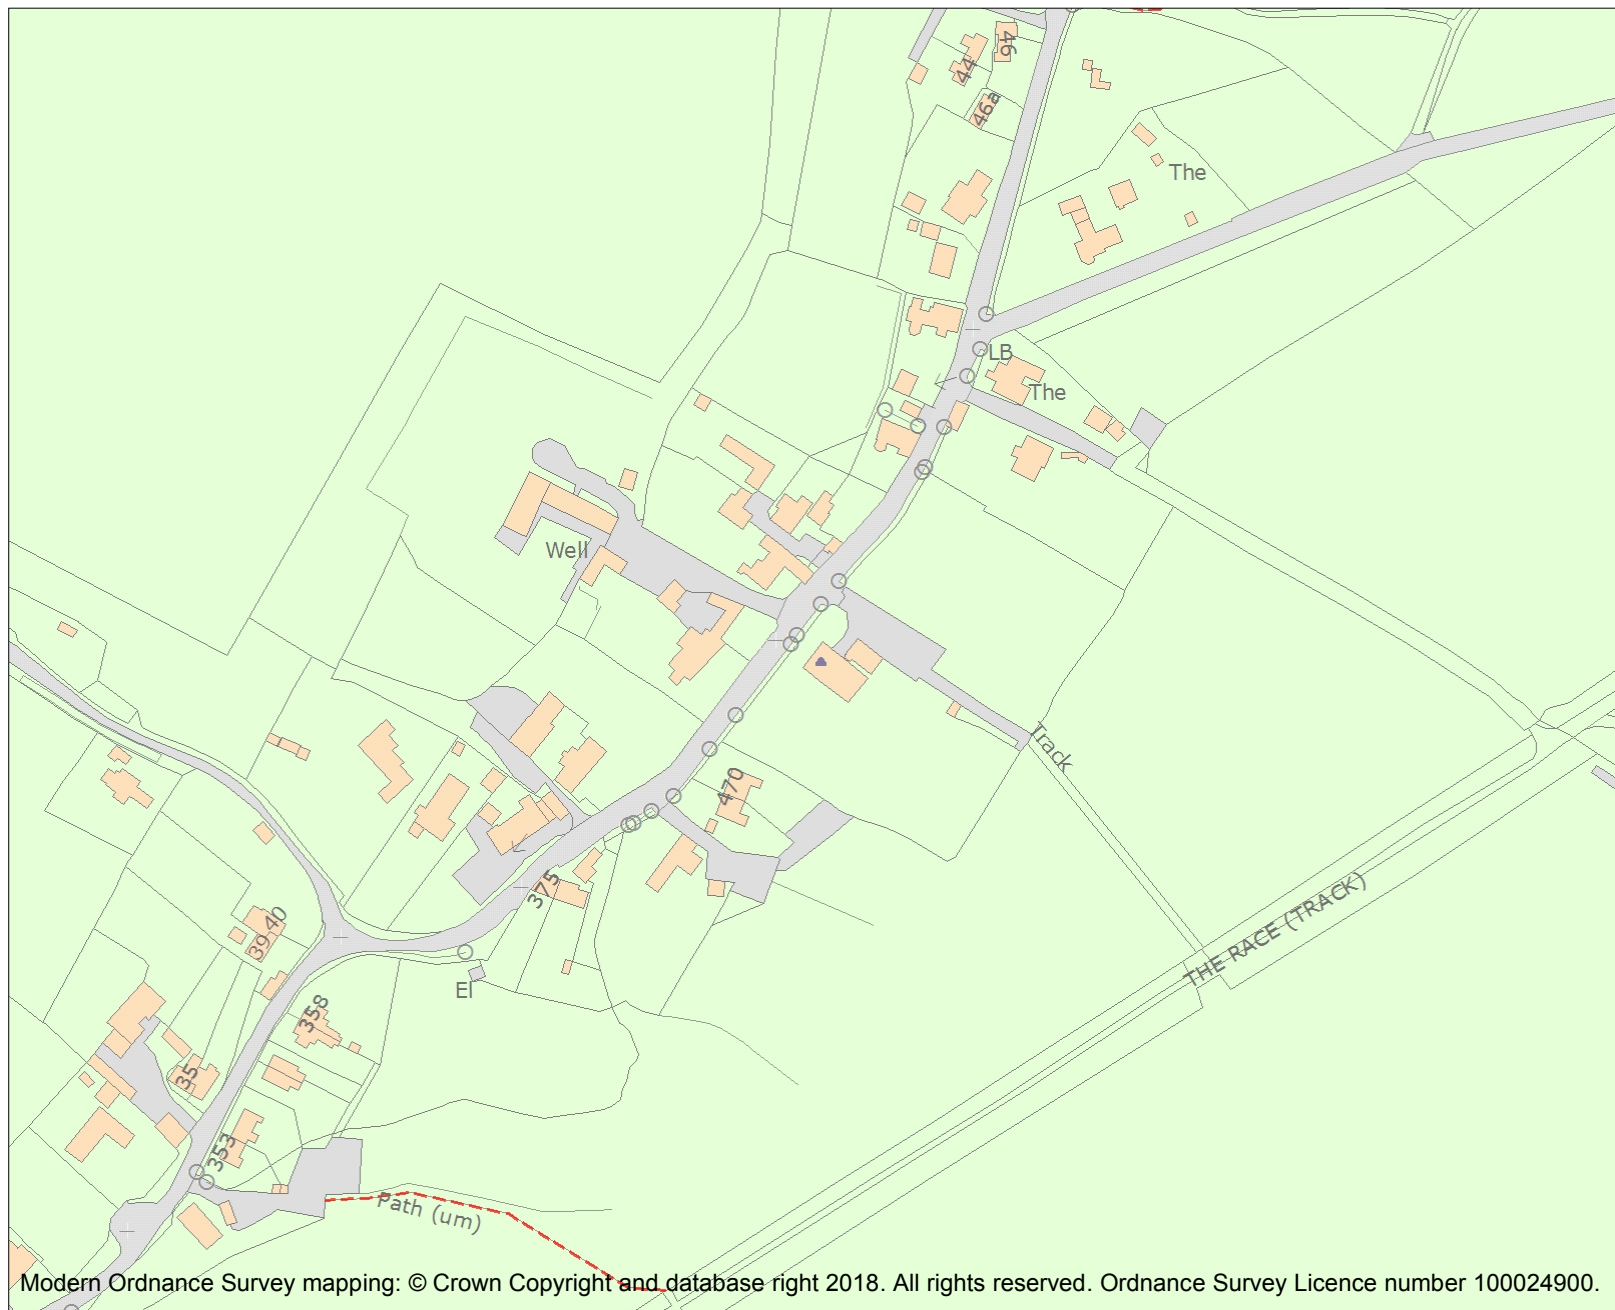 46
44
46a
The
LB
The
Well
Track
470
375
THE RACE (TRACK)
39 40
El
358
35
353
Path (um)
Modern Ordnance Survey mapping: © Crown Copyright and database right 2018. All rights reserved. Ordnance Survey Licence number 100024900.